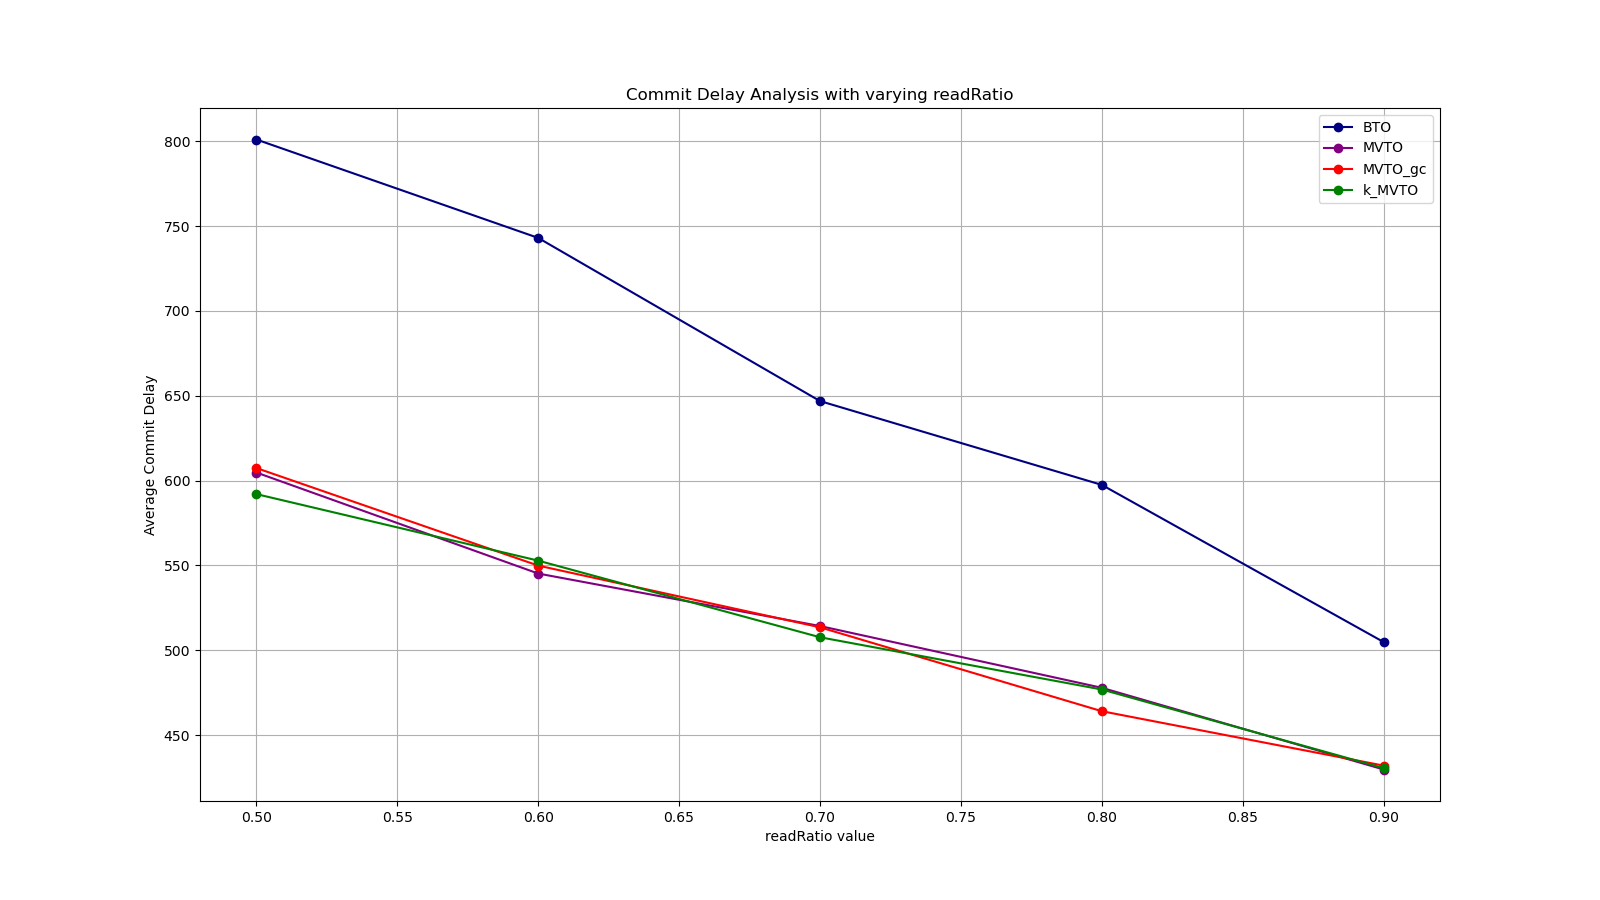 Commit Delay Analysis with varying readRatio
BTO
MVTO
MVTO_gc
k_MVTO
Average Commit Delay
800
750
700
650
600
550
500
450
0.50 0.55 0.60 0.65 0.70 0.75 0.80 0.85 0.90
readRatio value